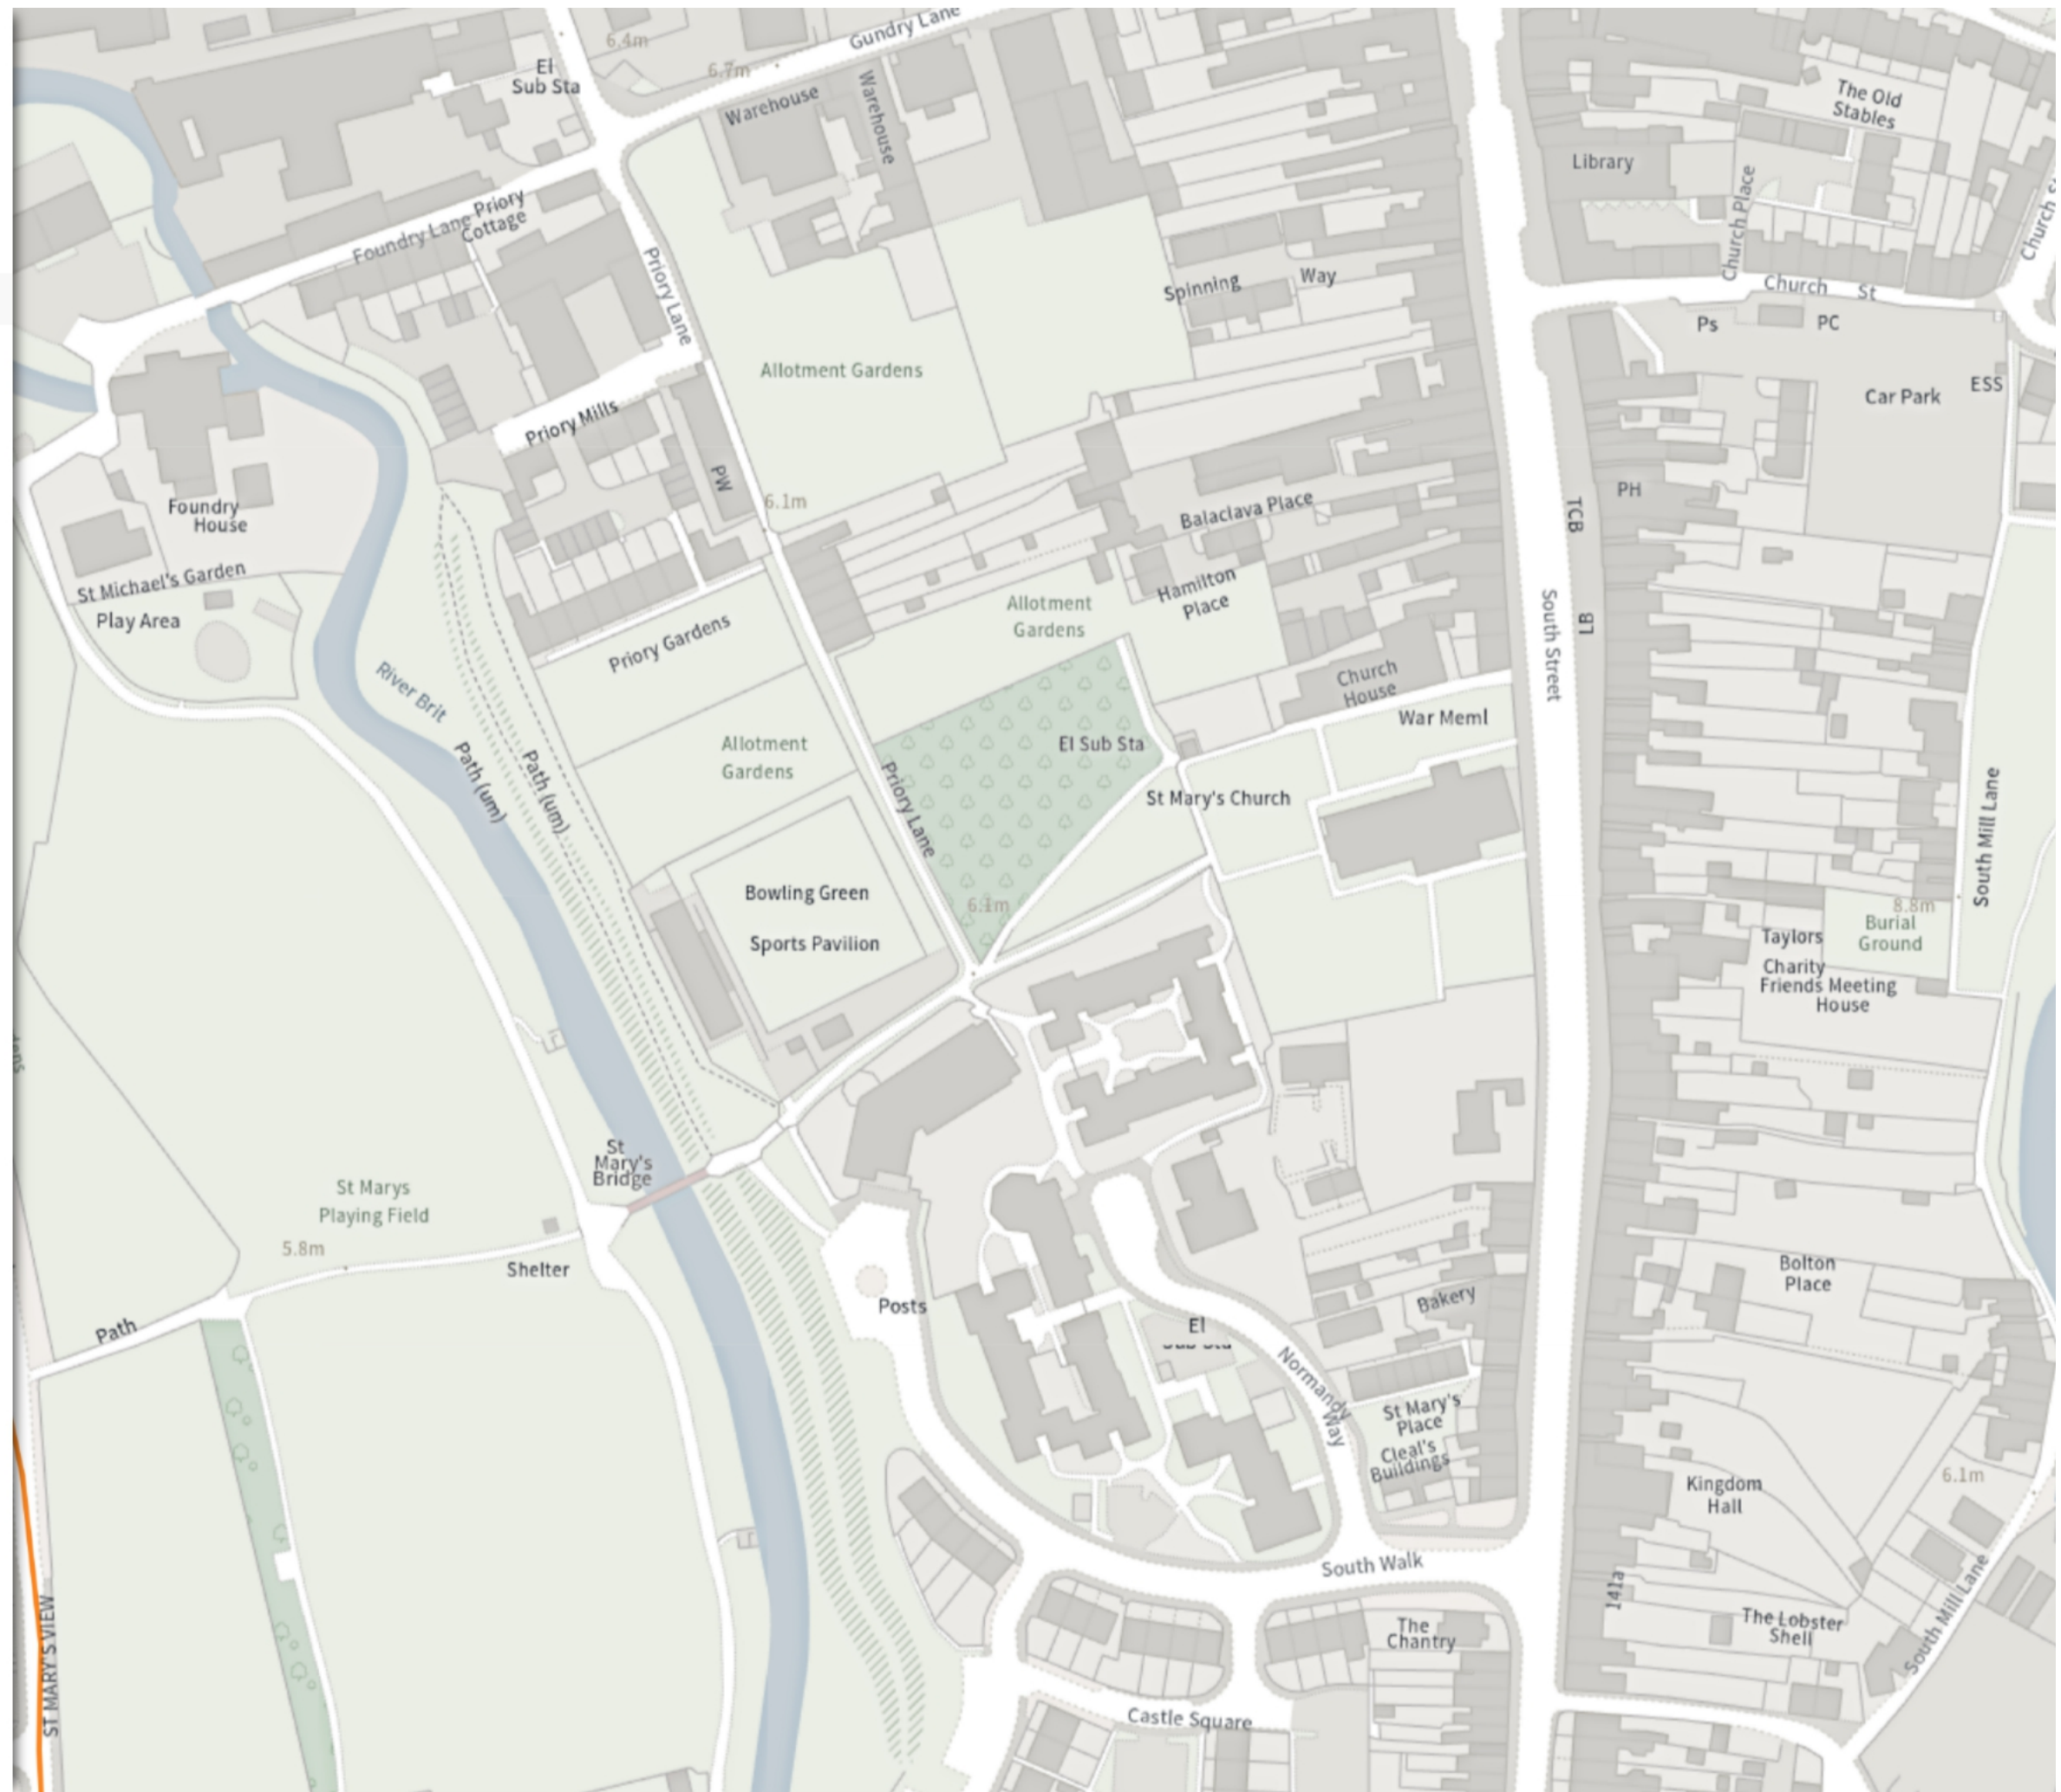 Gundry Lane
6.4m
El
Sub Sta
6.7m
Warehouse
Warehouse
The Old
Stables
Library
Church Place
Priory
Cottage
Foundry Lane
Priory Lane
Spinning
Way
Church
St
Ps
PC
Allotment Gardens
Car Park
ESS
Priory Mills
PW
6.1m
Foundry
House
Balaclava Place
TCB
PH
St Michael's Garden
Play Area
Hamilton
Place
Allotment
Gardens
South Street
LB
Priory Gardens
River Brit
Church
House
War Meml
Allotment
Gardens
El Sub Sta
Path (um)
Path (um)
Priory Lane
St Mary's Church
South Mill Lane
Bowling Green
Sports Pavilion
6.1m
8.8m
Burial
Ground
Taylors
Charity
Friends Meeting
House
St
Mary's
Bridge
St Marys
Playing Field
5.8m
Shelter
Path
Posts
Bolton
Place
Bakery
El
Normandy
Way
St Mary's
Place
Cleal's
Buildings
Kingdom
Hall
6.1m
South Walk
141a
ST MARY'S VIEW
The
Chantry
The Lobster
Shell
South Mill Lane
Castle Square